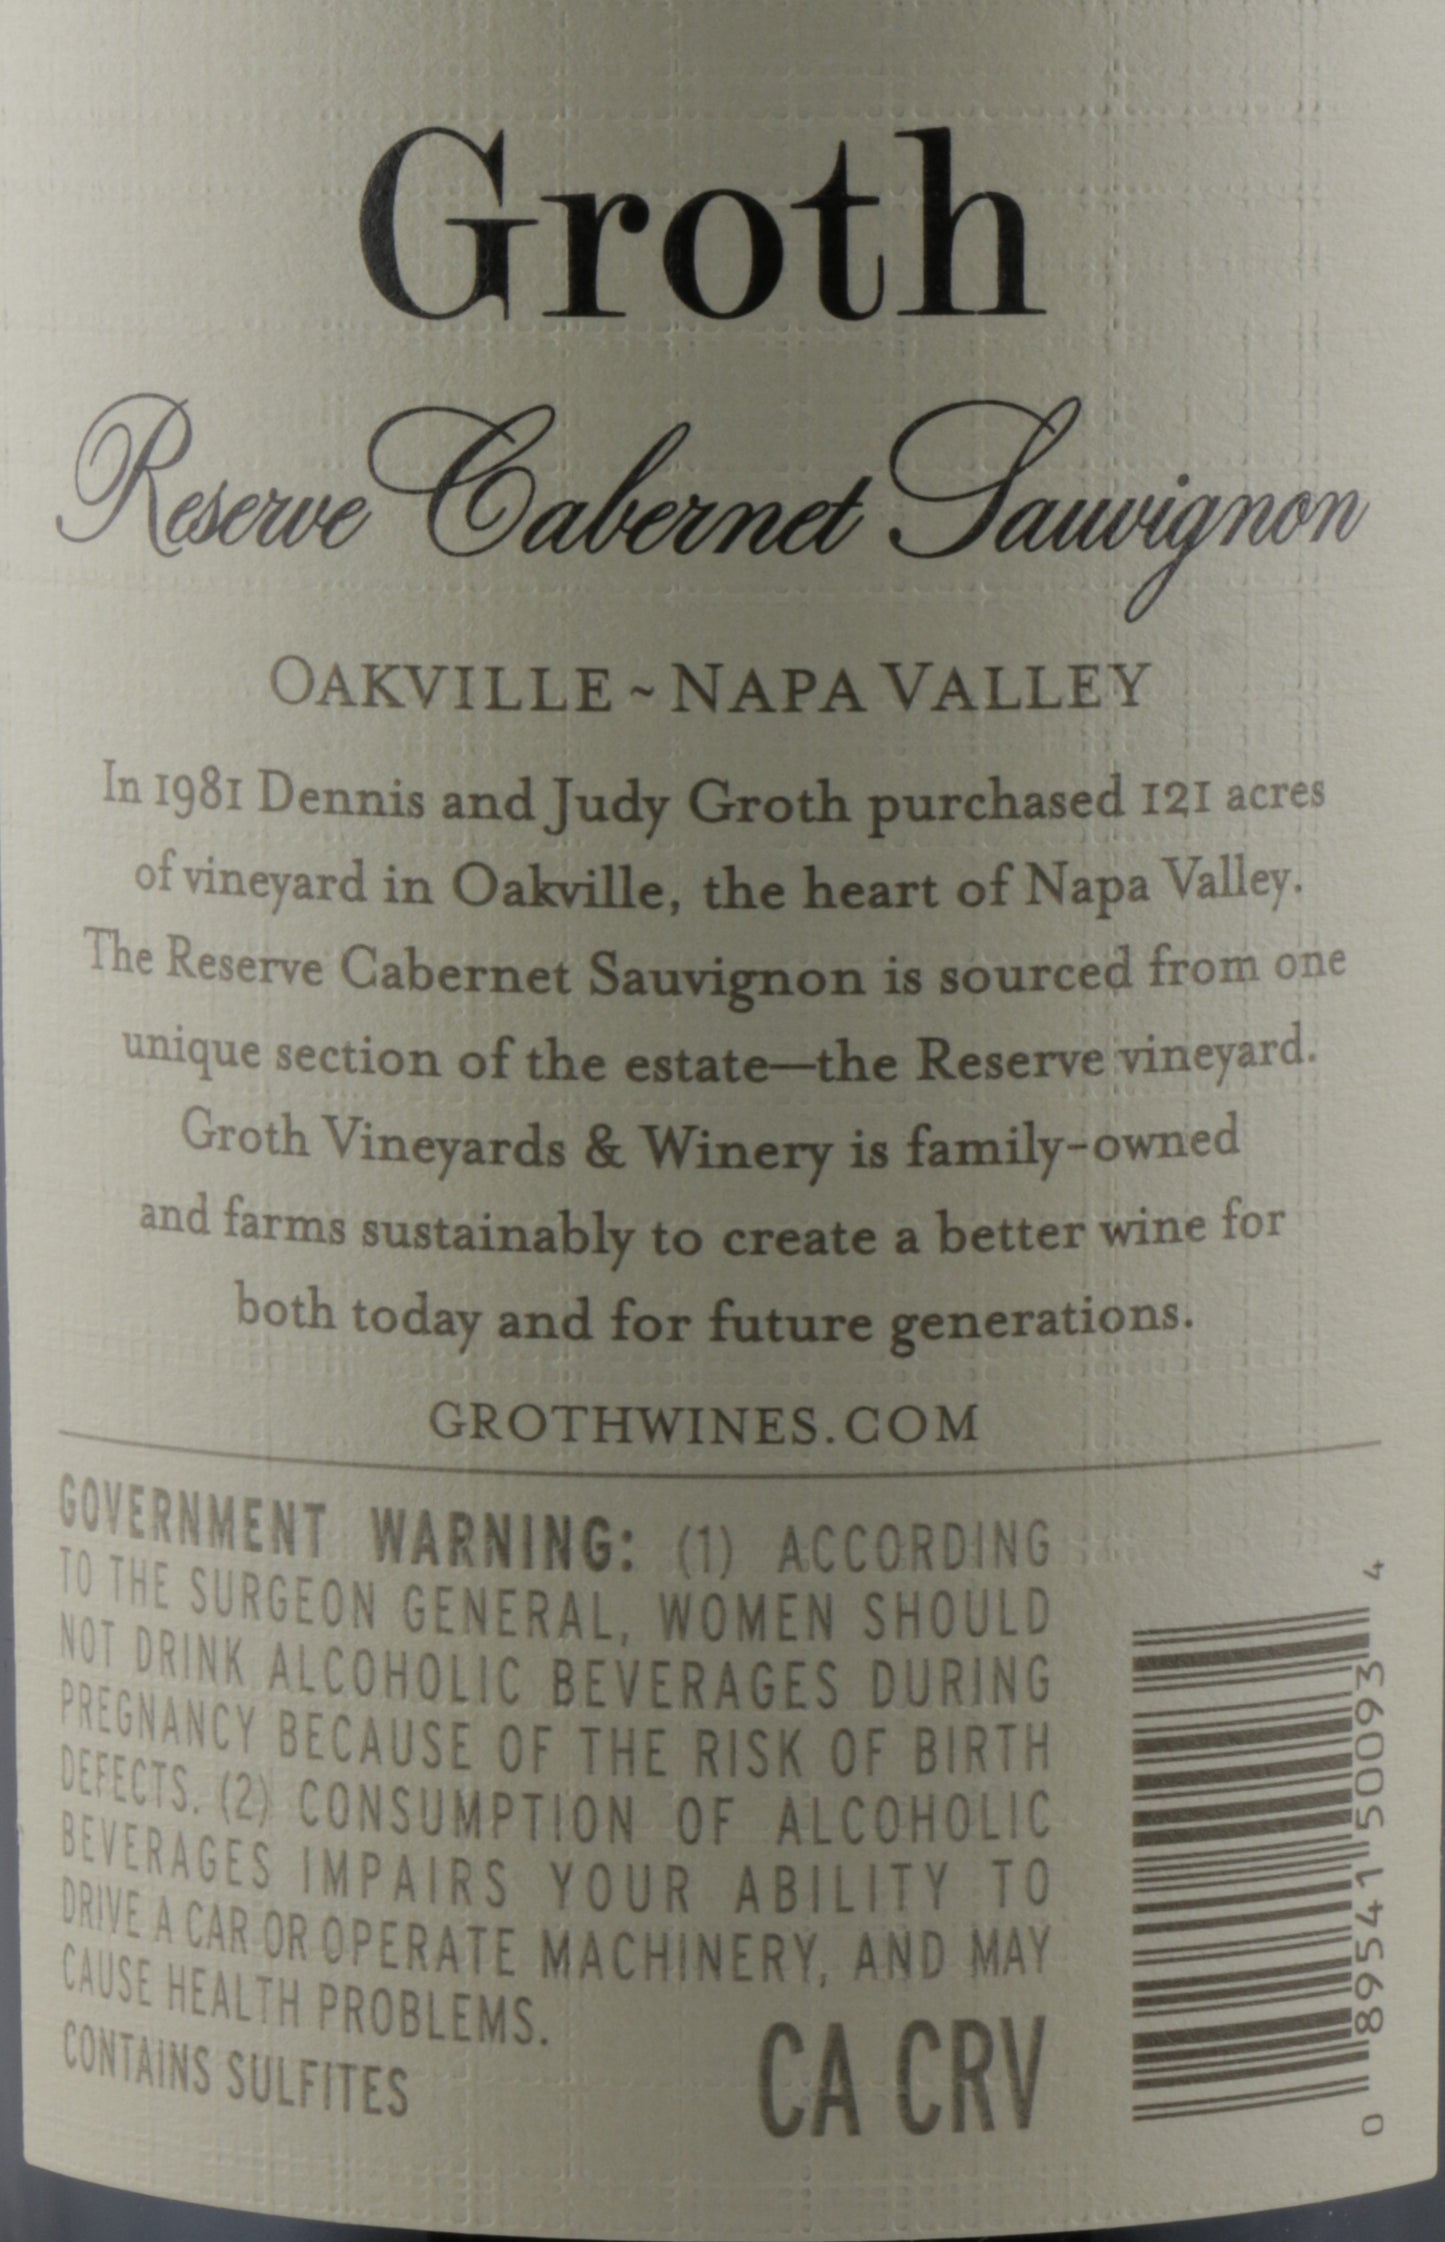 Groth
Reserve Cabernet Sauvignon
OAKVILLE ~ NAPA VALLEY
In 1981 Dennis and Judy Groth purchased 121 acres
of vineyard in Oakville, the heart of Napa Valley.
The Reserve Cabernet Sauvignon is sourced from one
unique section of the estate—the Reserve vineyard.
Groth Vineyards & Winery is family-owned
and farms sustainably to create a better wine for
both today and for future generations.
GROTHWINES.COM
GOVERNMENT WARNING: (1) ACCORDING
TO THE SURGEON GENERAL, WOMEN SHOULD
NOT DRINK ALCOHOLIC BEVERAGES DURING
PREGNANCY BECAUSE OF THE RISK OF BIRTH
DEFECTS. (2) CONSUMPTION OF ALCOHOLIC
BEVERAGES IMPAIRS YOUR ABILITY TO
DRIVE A CAR OR OPERATE MACHINERY, AND MAY
CAUSE HEALTH PROBLEMS.
CONTAINS SULFITES
CA CRV
0 89541 50093 4